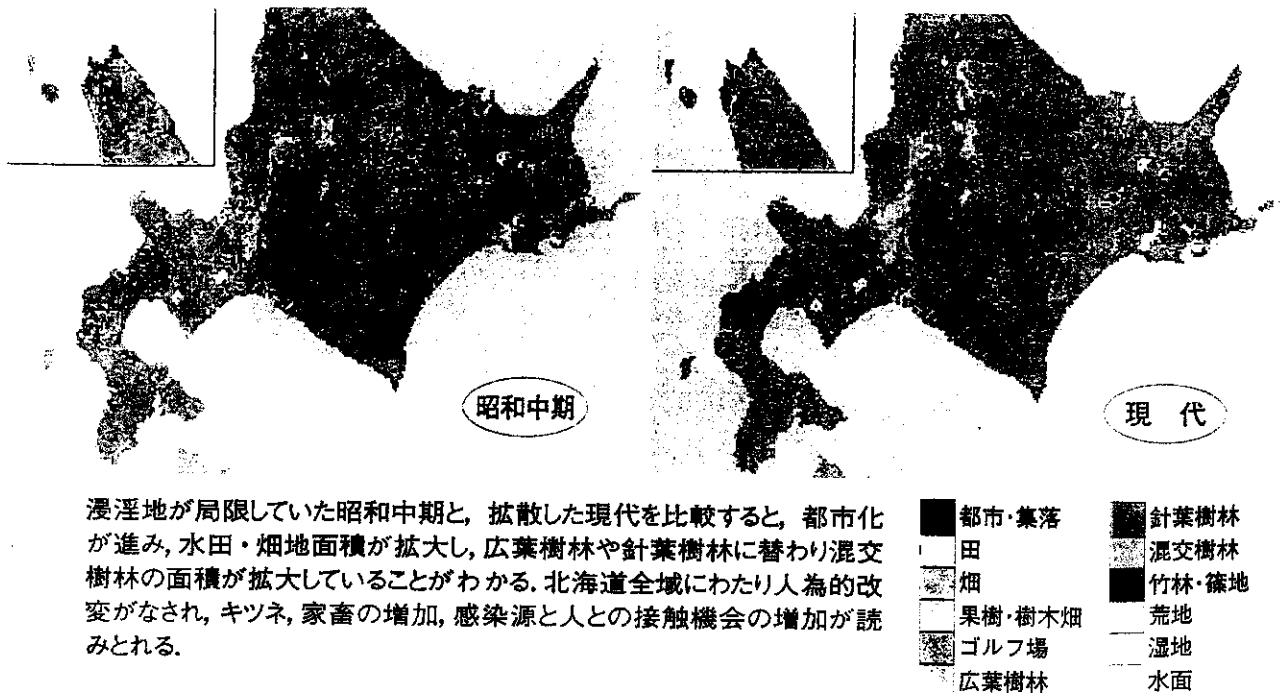 昭和中期
現 代
浸淫地が局限していた昭和中期と, 拡散した現代を比較すると, 都市化
が進み, 水田・畑地面積が拡大し, 広葉樹林や針葉樹林に替わり混交
樹林の面積が拡大していることがわかる. 北海道全域にわたり人為的改
変がなされ, キツネ, 家畜の増加, 感染源と人との接触機会の増加が読
みとれる.
都市・集落
田
畑
果樹・樹木畑
ゴルフ場
広葉樹林
針葉樹林
混交樹林
竹林・篠地
荒地
湿地
水面